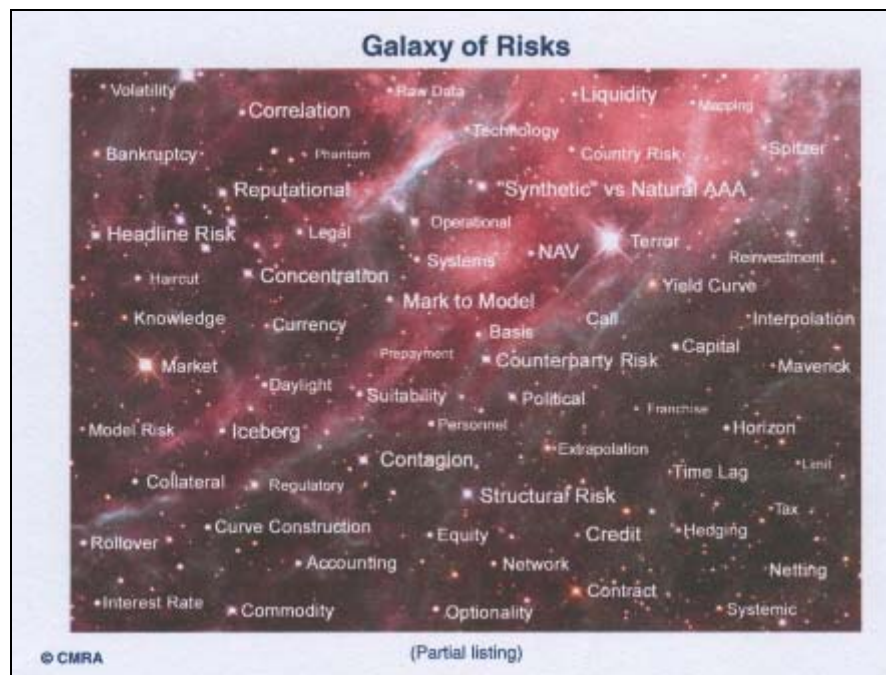 Galaxy of Risks
Volatility
Raw Data
Liquidity
Mapping
Correlation
Technology
Bankruptcy
Phantom
Country Risk
Spitzer
Reputational
"Synthetic" vs Natural AAA
Headline Risk
Legal
Operational
Terror
Systems
NAV
Reinvestment
Haircut
Concentration
Yield Curve
Mark to Model
Knowledge
Currency
Basis
Call
Interpolation
Prepayment
Counterparty Risk
Capital
Market
Maverick
Daylight
Suitability
Political
Franchise
Model Risk
Iceberg
Personnel
Horizon
Extrapolation
Contagion
Time Lag
Limit
Collateral
Regulatory
Structural Risk
Tax
Rollover
Curve Construction
Equity
Credit
Hedging
Accounting
Network
Netting
Contract
Interest Rate
Commodity
Optionality
Systemic
© CMRA
(Partial listing)